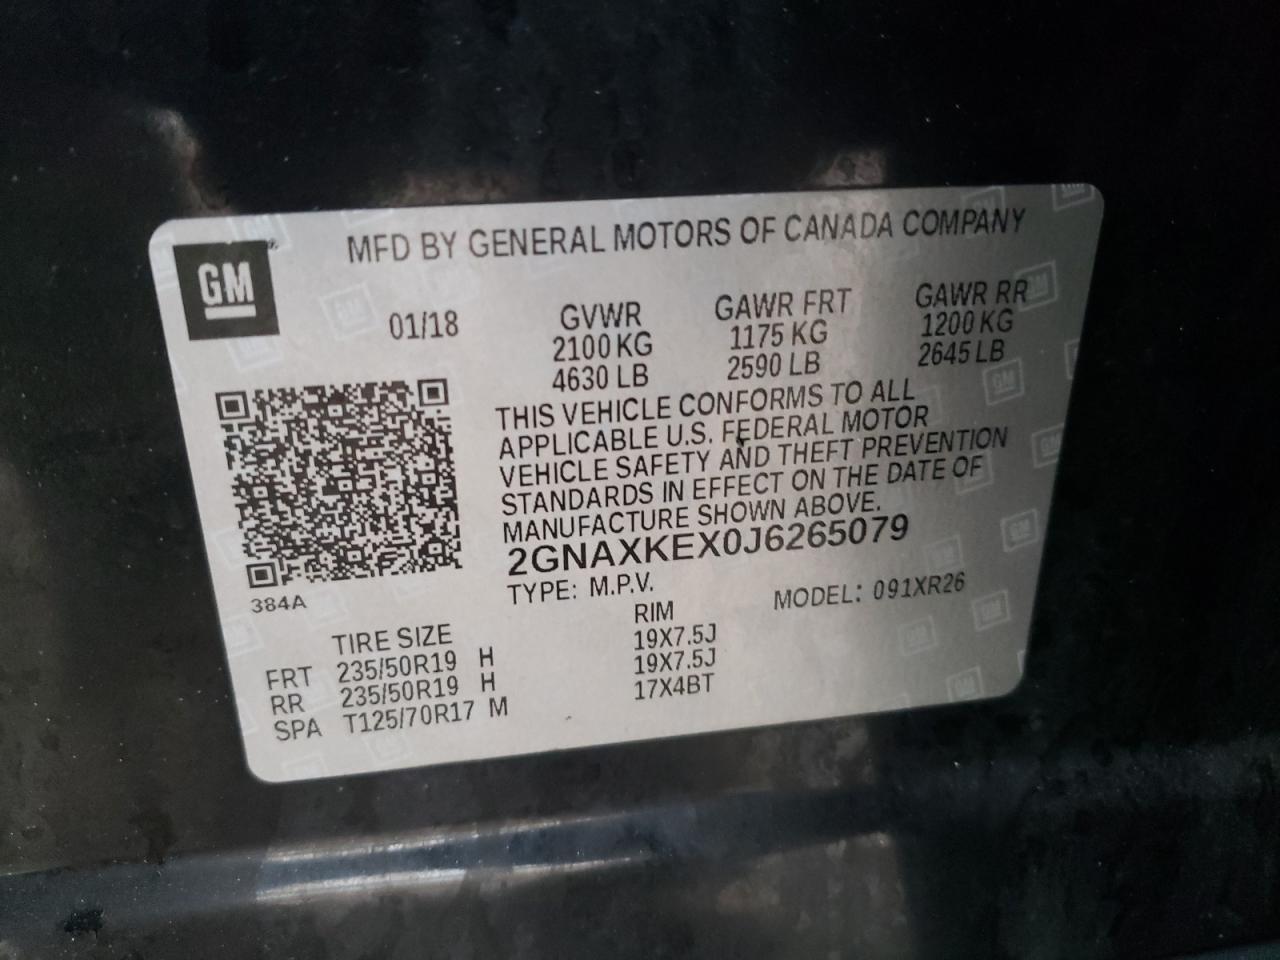 GM
MFD BY GENERAL MOTORS OF CANADA COMPANY
01/18
GVWR
2100 KG
4630 LB
GAWR FRT
1175 KG
2590 LB
GAWR RR
1200 KG
2645 LB
THIS VEHICLE CONFORMS TO ALL
APPLICABLE U.S. FEDERAL MOTOR
VEHICLE SAFETY AND THEFT PREVENTION
STANDARDS IN EFFECT ON THE DATE OF
MANUFACTURE SHOWN ABOVE.
2GNAXKEX0J6265079
TYPE: M.P.V.
MODEL: 091XR26
384A
TIRE SIZE
RIM
FRT 235/50R19 H 19X7.5J
RR 235/50R19 H 19X7.5J
SPA T125/70R17 M 17X4BT